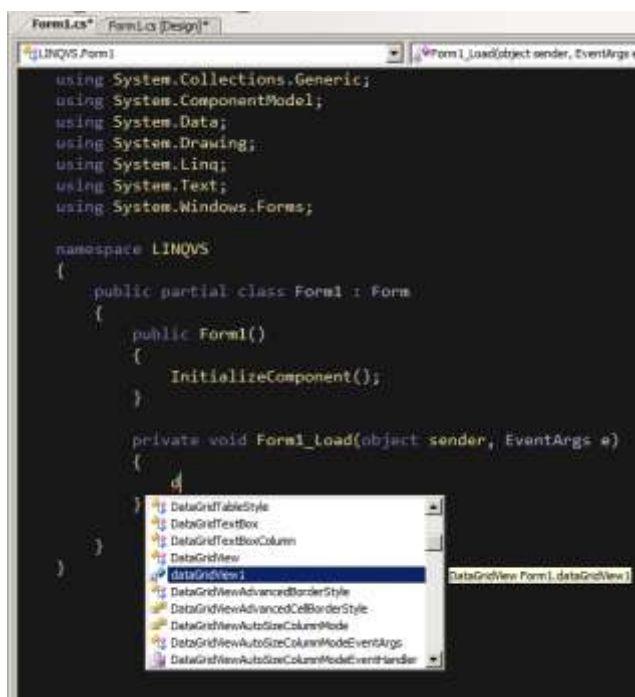 Form1.cs* Form1.cs [Design]*
LINQVS.Form1 Form1_Load(object sender, EventArgs e
using System.Collections.Generic;
using System.ComponentModel;
using System.Data;
using System.Drawing;
using System.Linq;
using System.Text;
using System.Windows.Forms;
namespace LINQVS
{
public partial class Form1 : Form
{
public Form1()
{
InitializeComponent();
}
private void Form1_Load(object sender, EventArgs e)
{
d
}
DataGridTableStyle
DataGridTextBox
DataGridTextBoxColumn
DataGridView
dataGridView1 DataGridView Form1.dataGridView1
DataGridViewAdvancedBorderStyle
DataGridViewAdvancedCellBorderStyle
DataGridViewAutoSizeColumnMode
DataGridViewAutoSizeColumnModeEventArgs
DataGridViewAutoSizeColumnModeEventHandler
}
}